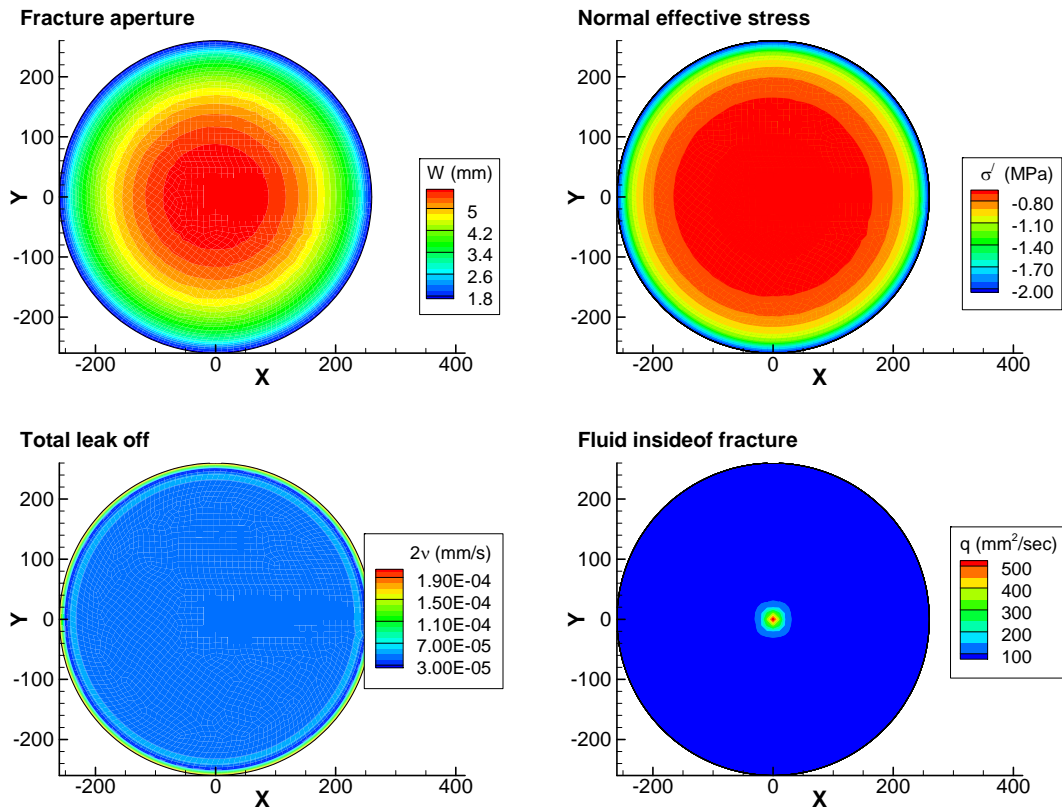 Fracture aperture
Y
200
100
0
-100
-200
-200
0
200
400
X
W (mm)
5
4.2
3.4
2.6
1.8
Normal effective stress
Y
200
100
0
-100
-200
-200
0
200
400
X
σ′ (MPa)
-0.80
-1.10
-1.40
-1.70
-2.00
Total leak off
Y
200
100
0
-100
-200
-200
0
200
400
X
2ν (mm/s)
1.90E-04
1.50E-04
1.10E-04
7.00E-05
3.00E-05
Fluid insideof fracture
Y
200
100
0
-100
-200
-200
0
200
400
X
q (mm²/sec)
500
400
300
200
100